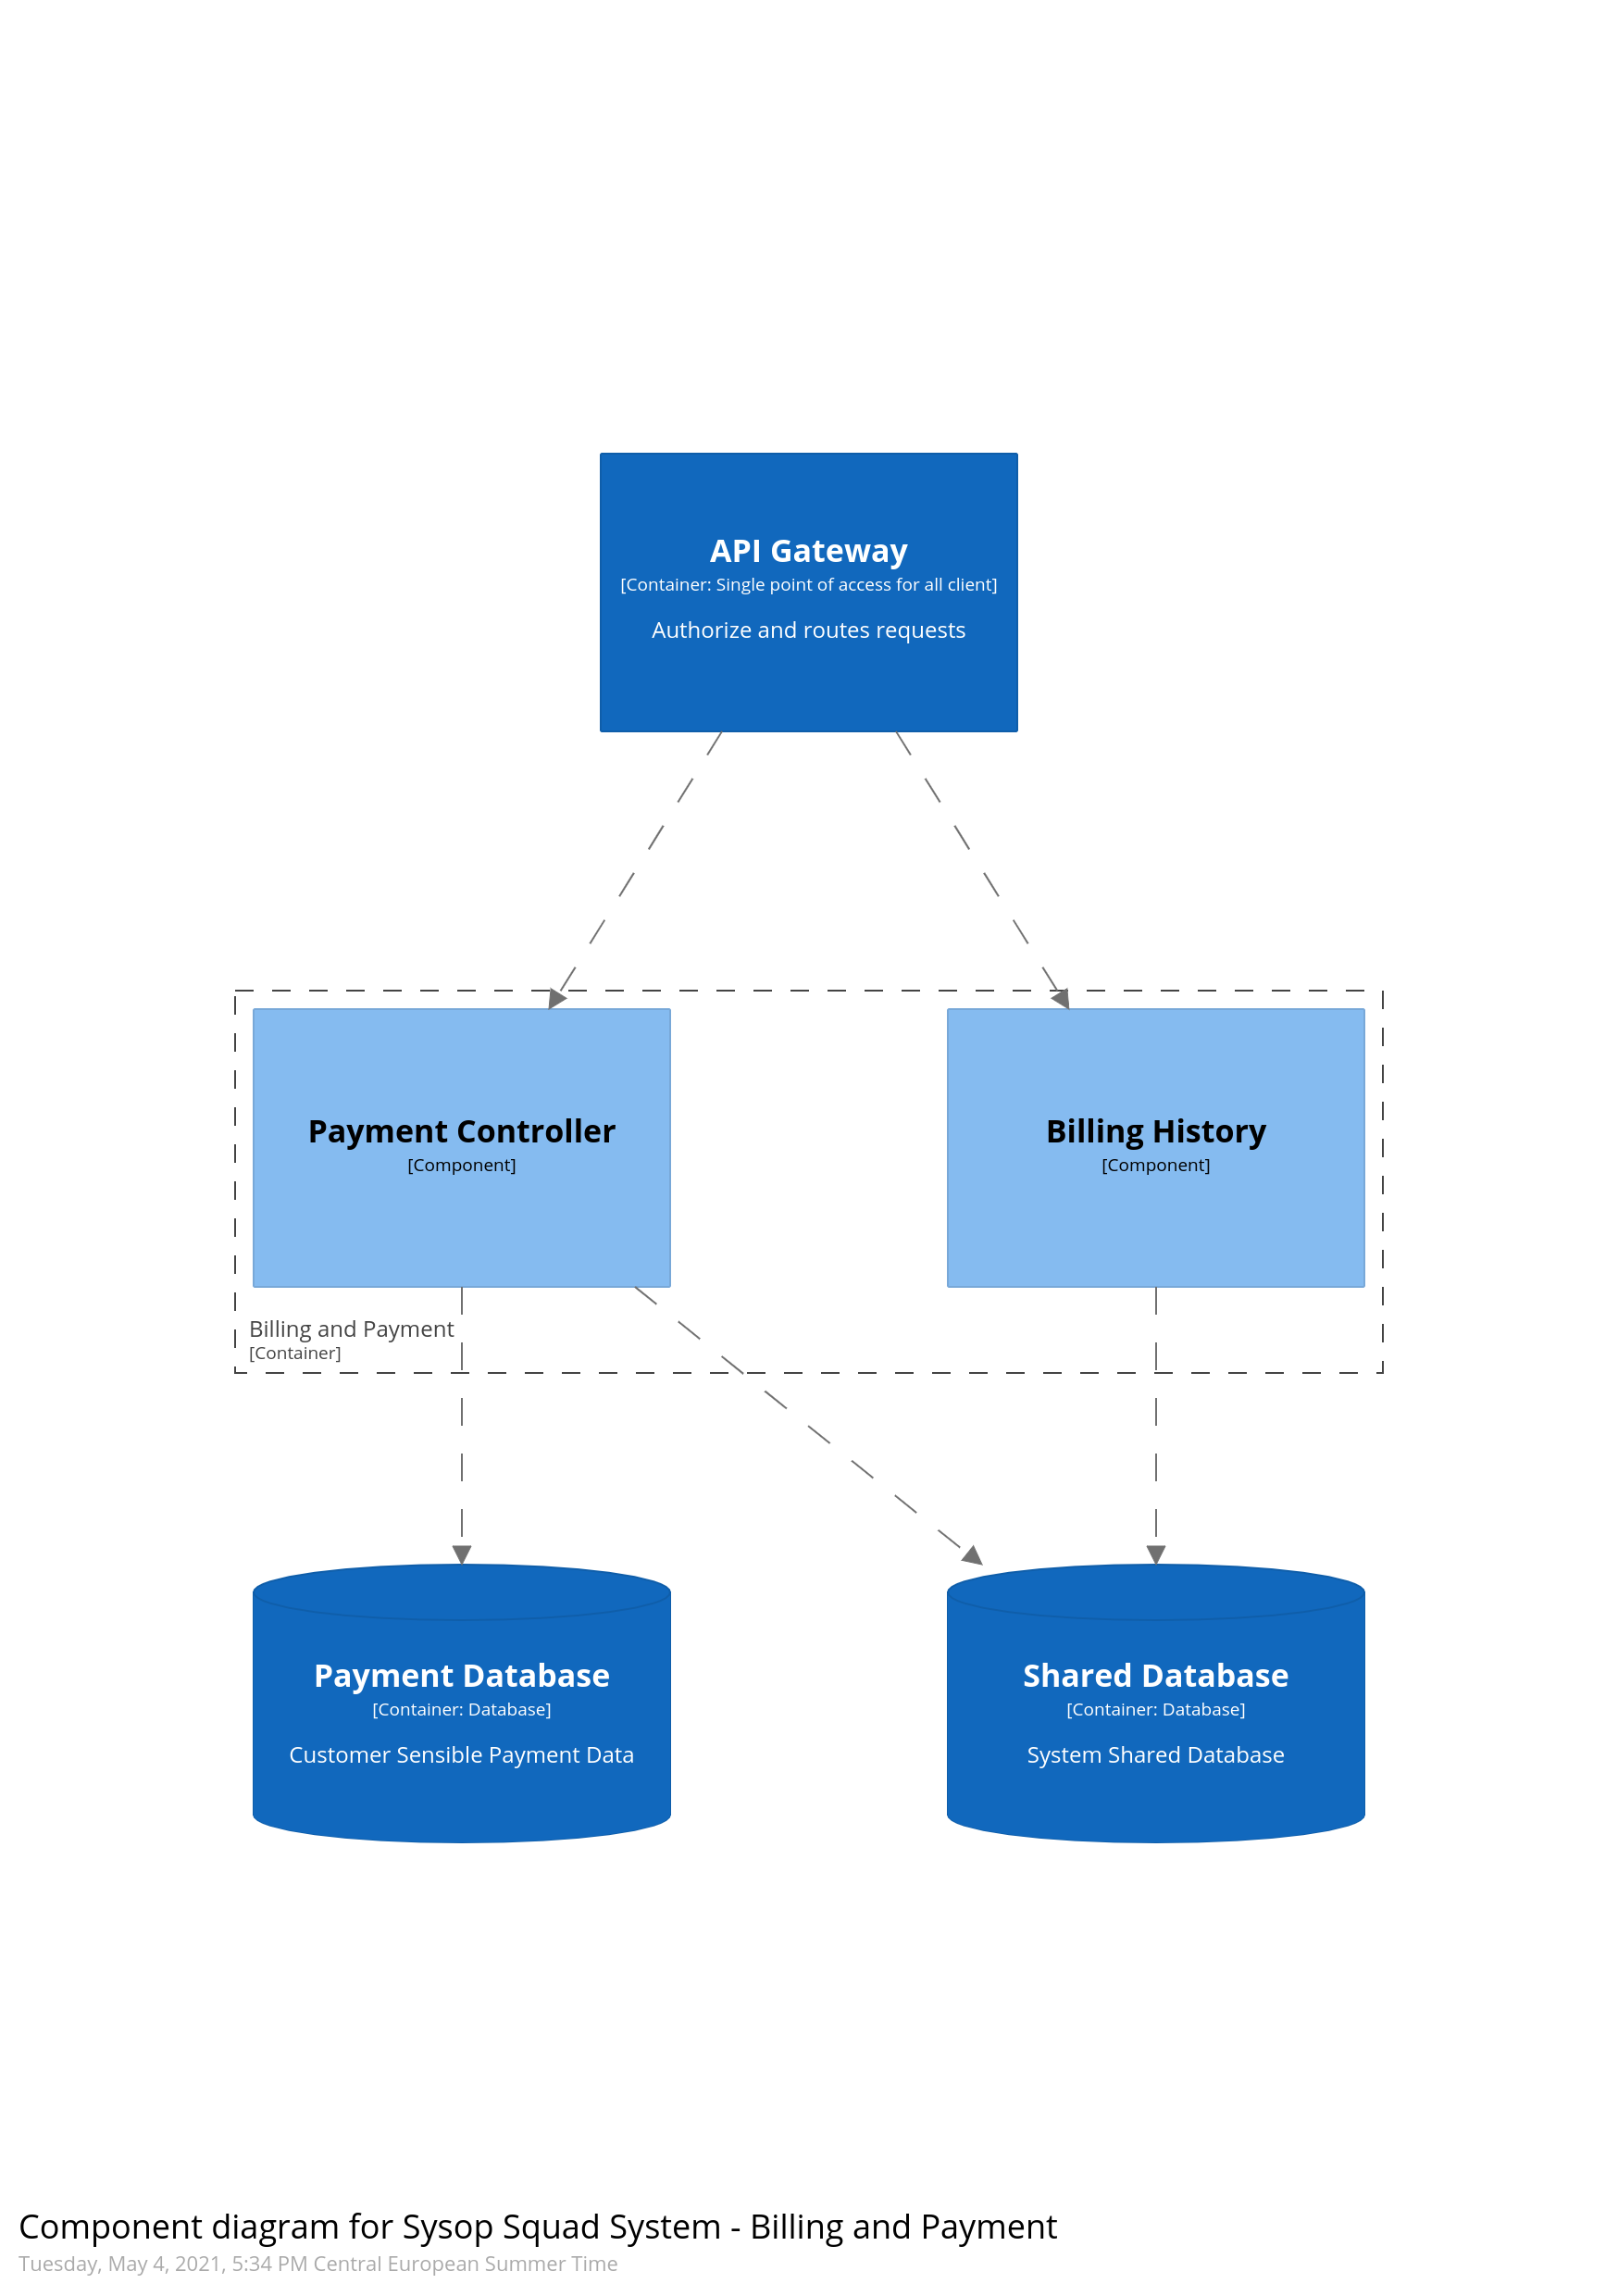 API Gateway
[Container: Single point of access for all client]
Authorize and routes requests
Payment Controller
[Component]
Billing History
[Component]
Billing and Payment
[Container]
Payment Database
[Container: Database]
Customer Sensible Payment Data
Shared Database
[Container: Database]
System Shared Database
Component diagram for Sysop Squad System - Billing and Payment
Tuesday, May 4, 2021, 5:34 PM Central European Summer Time